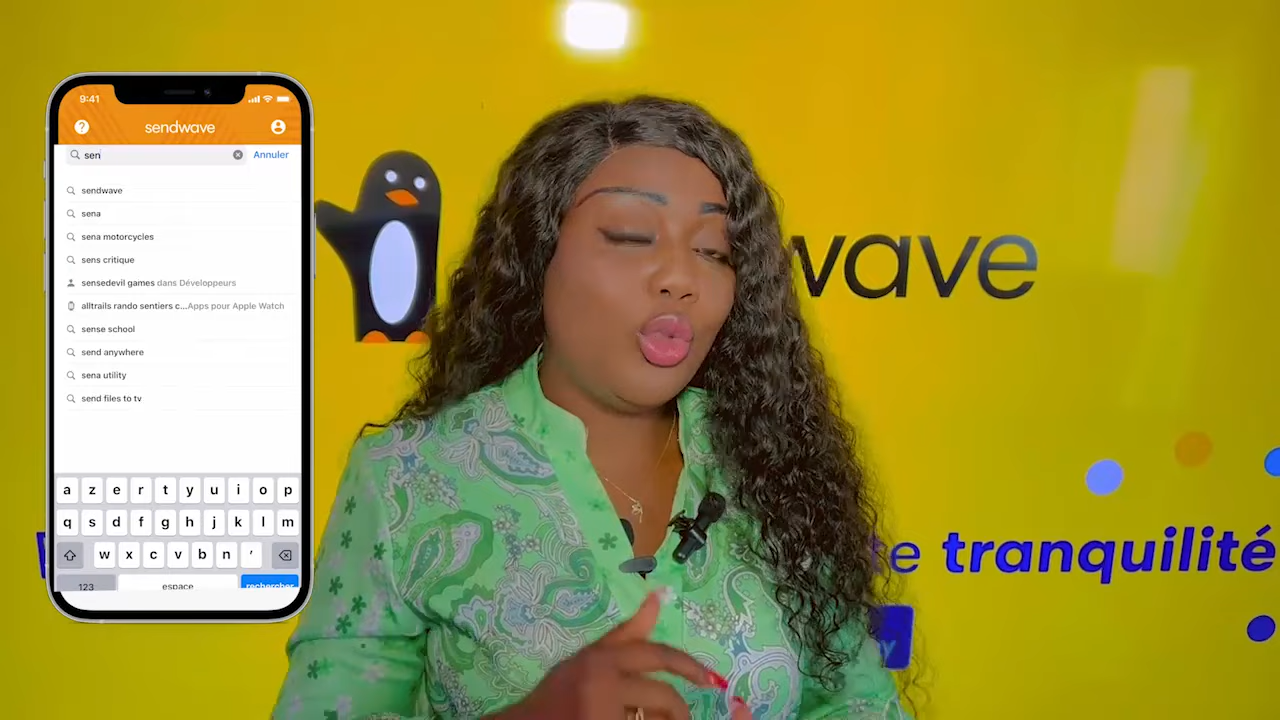 9:41
sendwave
sen
Annuler
sendwave
sena
sena motorcycles
sens critique
sensedevil games dans Développeurs
alltrails rando sentiers c...Apps pour Apple Watch
sense school
send anywhere
sena utility
send files to tv
a z e r t y u i o p
q s d f g h j k l m
w x c v b n ’
123 espace rechercher
wave
te tranquilité